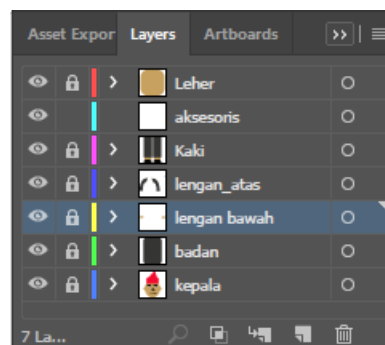 Asset Expor Layers Artboards
Leher
aksesoris
Kaki
lengan_atas
lengan bawah
badan
kepala
7 La...